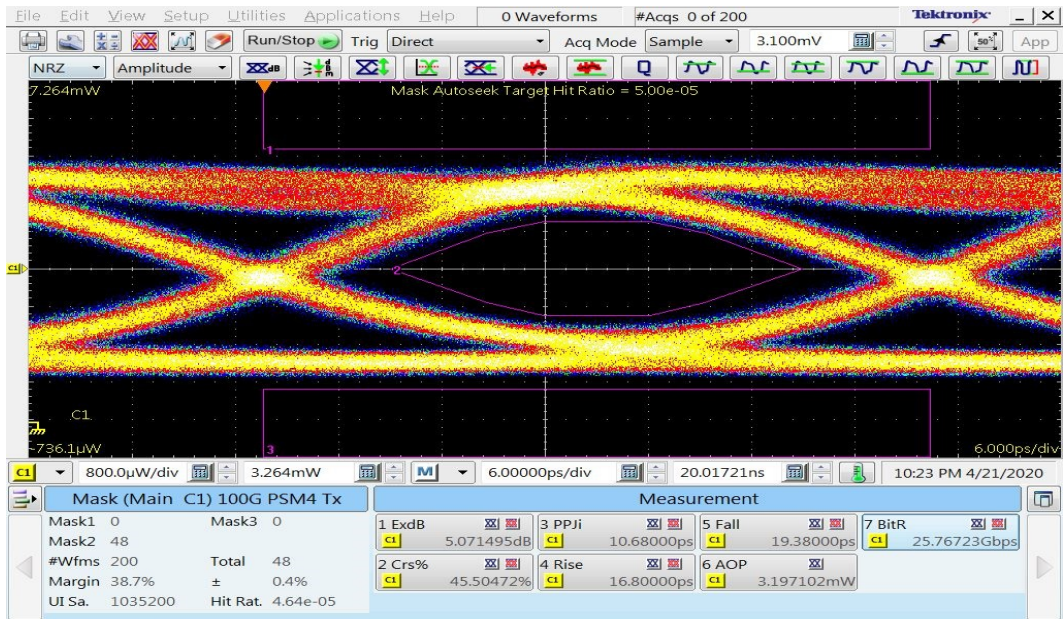 File Edit View Setup Utilities Applications Help 0 Waveforms #Acqs 0 of 200 Tektronix
Run/Stop Trig Direct Acq Mode Sample 3.100mV 50% App
NRZ Amplitude
7.264mW Mask Autoseek Target Hit Ratio = 5.00e-05
1
C1 2
C1
3
-736.1µW 6.000ps/div
C1 800.0µW/div 3.264mW M 6.00000ps/div 20.01721ns 10:23 PM 4/21/2020
Mask (Main C1) 100G PSM4 Tx Measurement
Mask1 0 Mask3 0 1 ExdB 3 PPJi 5 Fall 7 BitR
Mask2 48 C1 5.071495dB C1 10.68000ps C1 19.38000ps C1 25.76723Gbps
#Wfms 200 Total 48 2 Crs% 4 Rise 6 AOP
Margin 38.7% ± 0.4% C1 45.50472% C1 16.80000ps C1 3.197102mW
UI Sa. 1035200 Hit Rat. 4.64e-05